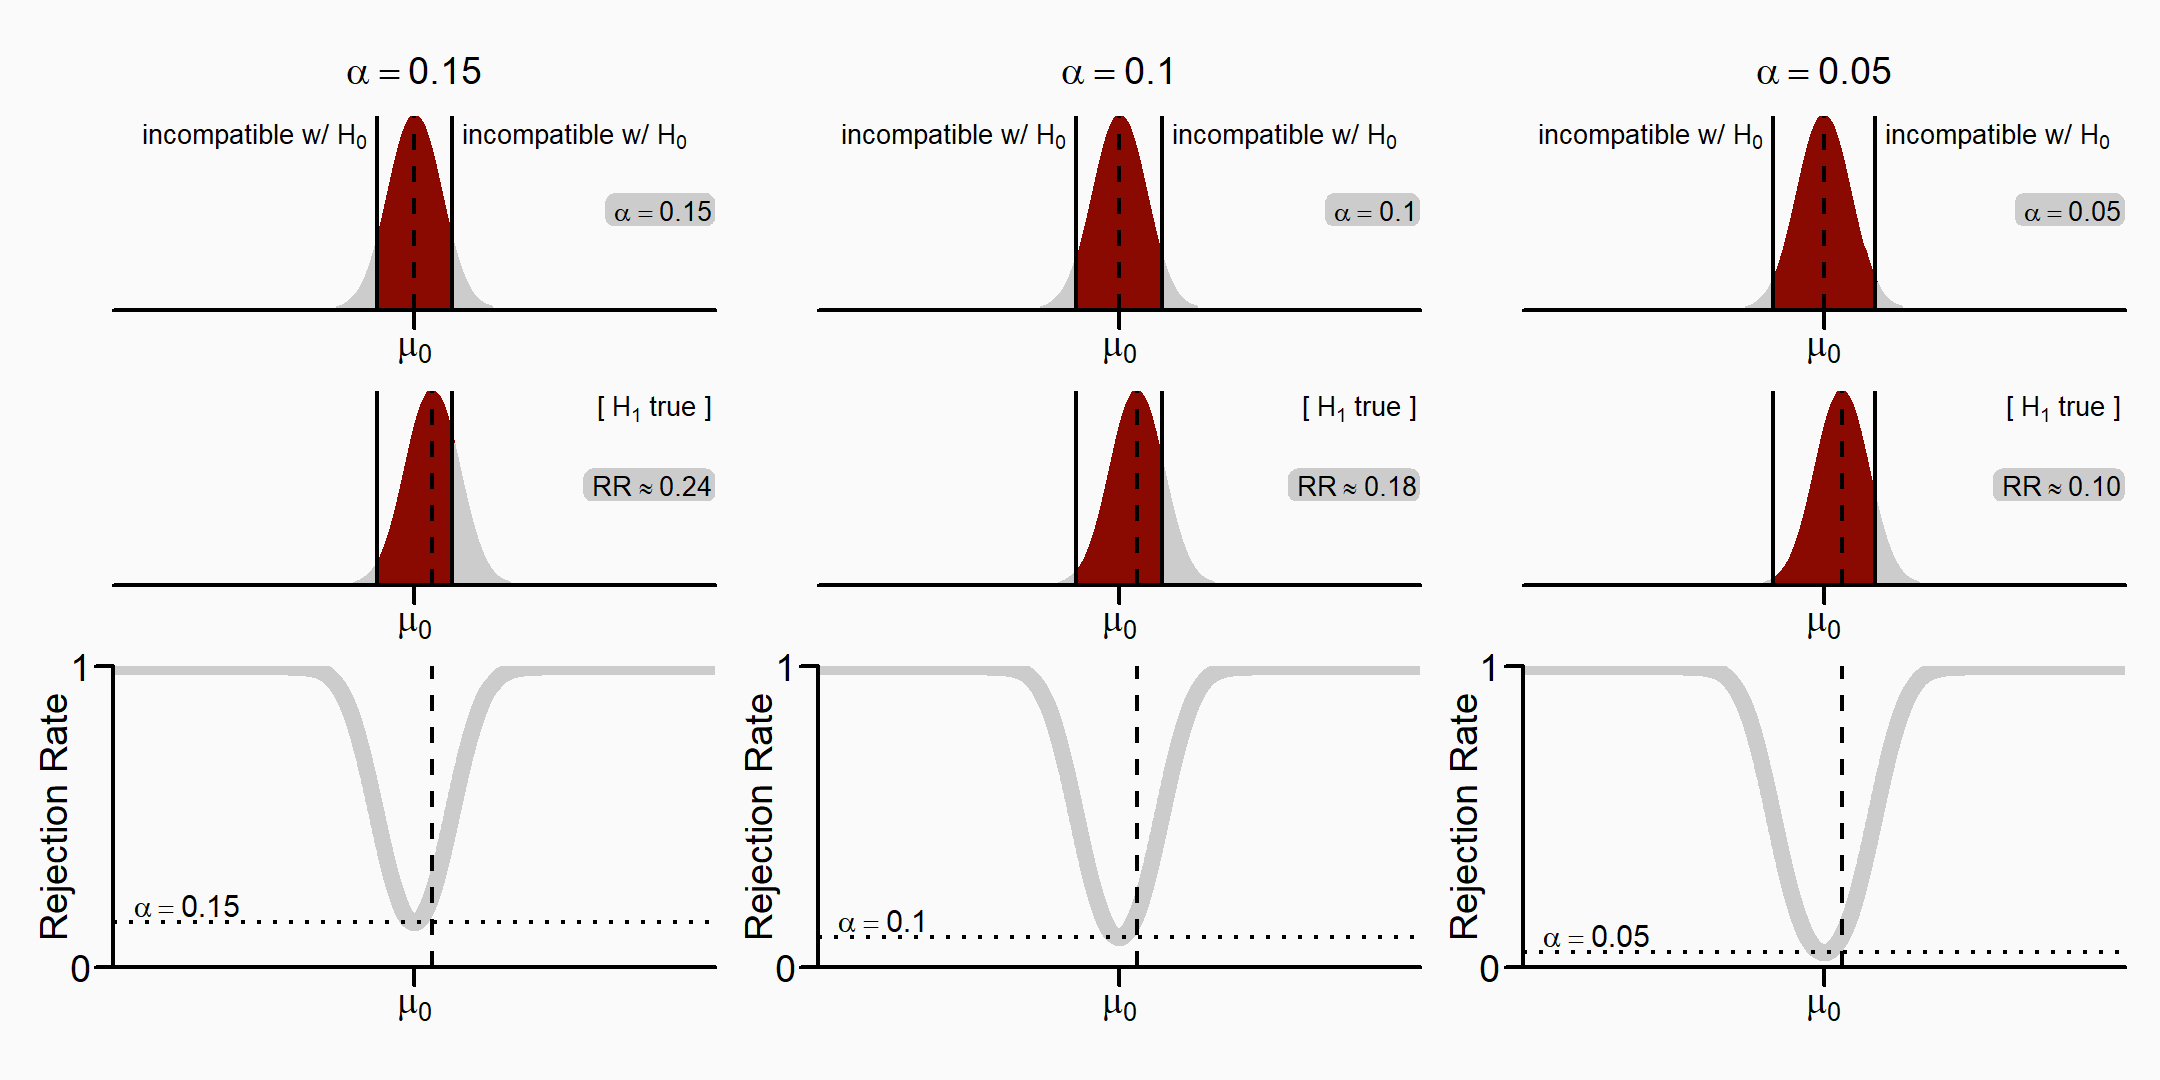 α = 0.15
α = 0.1
α = 0.05
incompatible w/ H₀
incompatible w/ H₀
incompatible w/ H₀
incompatible w/ H₀
incompatible w/ H₀
incompatible w/ H₀
α = 0.15
α = 0.1
α = 0.05
μ₀
μ₀
μ₀
[ H₁ true ]
[ H₁ true ]
[ H₁ true ]
RR ≈ 0.24
RR ≈ 0.18
RR ≈ 0.10
μ₀
μ₀
μ₀
1
Rejection Rate
α = 0.15
0
μ₀
1
Rejection Rate
α = 0.1
0
μ₀
1
Rejection Rate
α = 0.05
0
μ₀